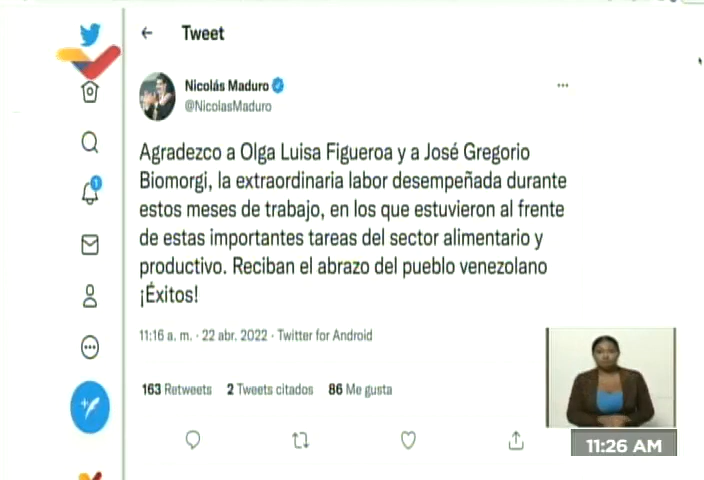 Tweet
Nicolás Maduro
@NicolasMaduro
Agradezco a Olga Luisa Figueroa y a José Gregorio
Biomorgi, la extraordinaria labor desempeñada durante
estos meses de trabajo, en los que estuvieron al frente
de estas importantes tareas del sector alimentario y
productivo. Reciban el abrazo del pueblo venezolano
¡Éxitos!
11:16 a. m. · 22 abr. 2022 · Twitter for Android
163 Retweets 2 Tweets citados 86 Me gusta
1
11:26 AM